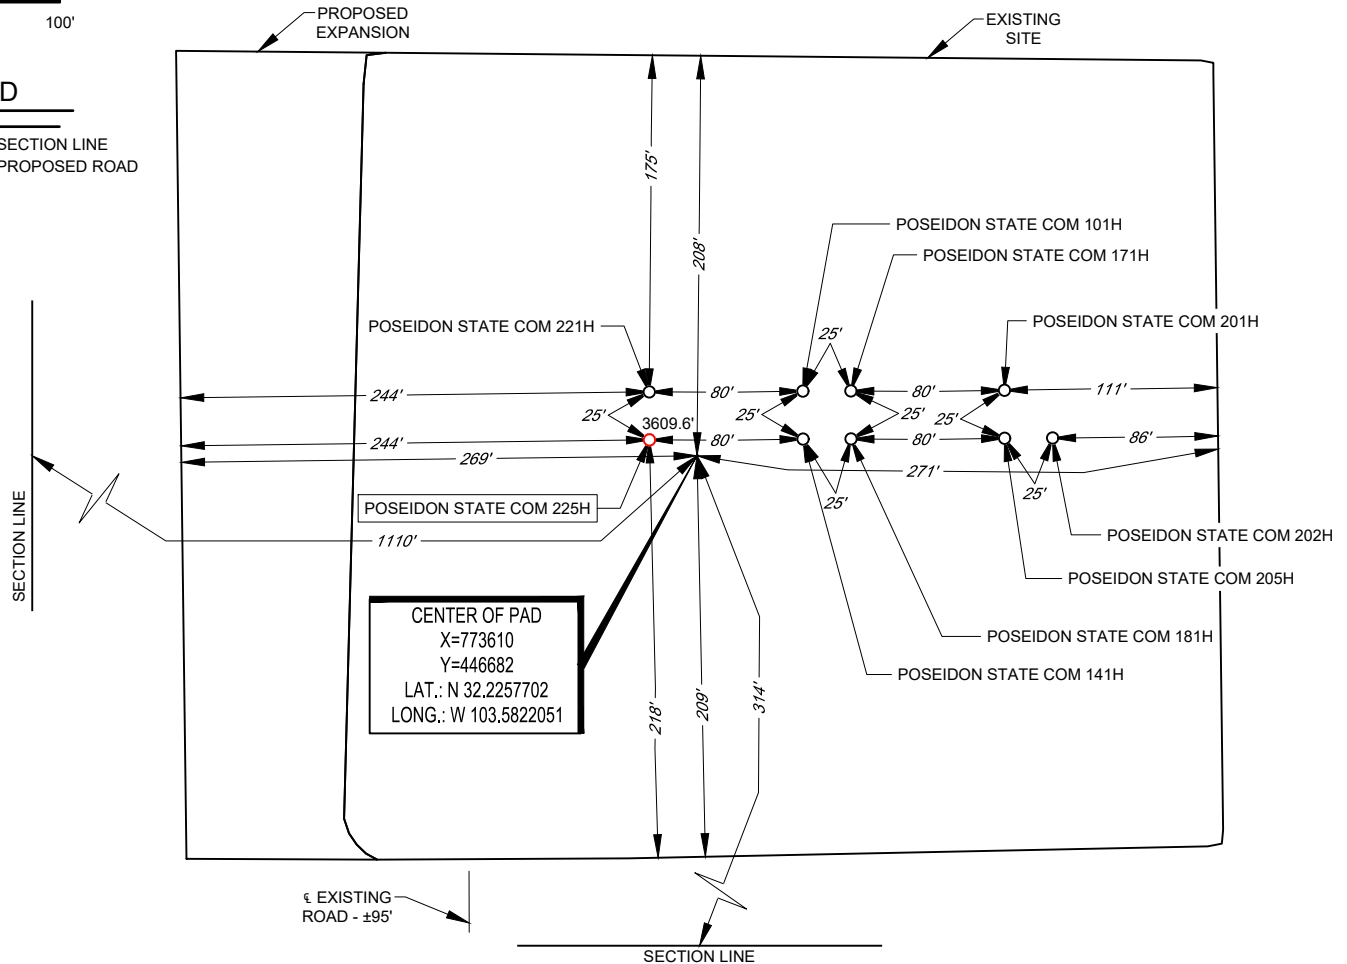 100'
PROPOSED
EXPANSION
EXISTING
SITE
D
SECTION LINE
PROPOSED ROAD
175'
208'
POSEIDON STATE COM 101H
POSEIDON STATE COM 171H
POSEIDON STATE COM 221H
25'
POSEIDON STATE COM 201H
244'
80'
80'
111'
25'
3609.6'
25'
25'
25'
244'
80'
80'
86'
269'
271'
25'
25'
POSEIDON STATE COM 225H
1110'
POSEIDON STATE COM 202H
POSEIDON STATE COM 205H
SECTION LINE
CENTER OF PAD
X=773610
Y=446682
LAT.: N 32.2257702
LONG.: W 103.5822051
POSEIDON STATE COM 181H
POSEIDON STATE COM 141H
218'
209'
314'
℄ EXISTING
ROAD - ±95'
SECTION LINE